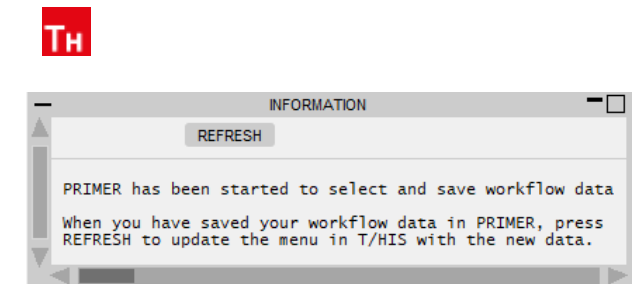 TH
INFORMATION
REFRESH
PRIMER has been started to select and save workflow data
When you have saved your workflow data in PRIMER, press
REFRESH to update the menu in T/HIS with the new data.